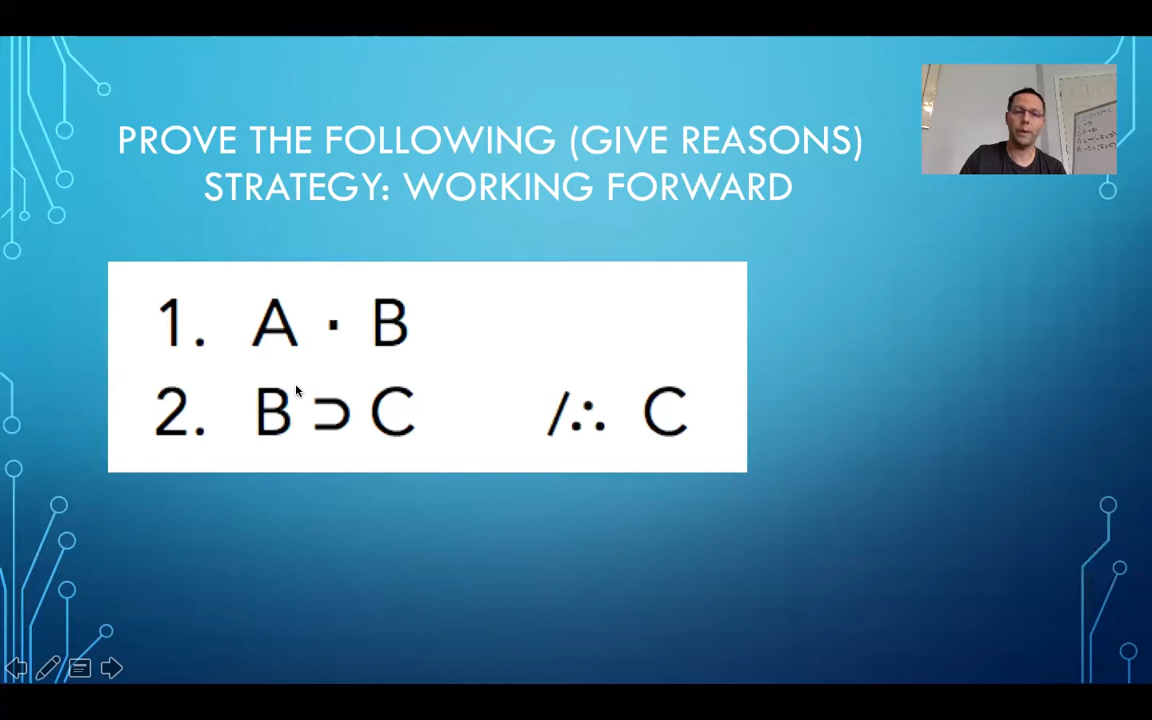 PROVE THE FOLLOWING (GIVE REASONS)
STRATEGY: WORKING FORWARD
1. A · B
2. B ⊃ C /∴ C